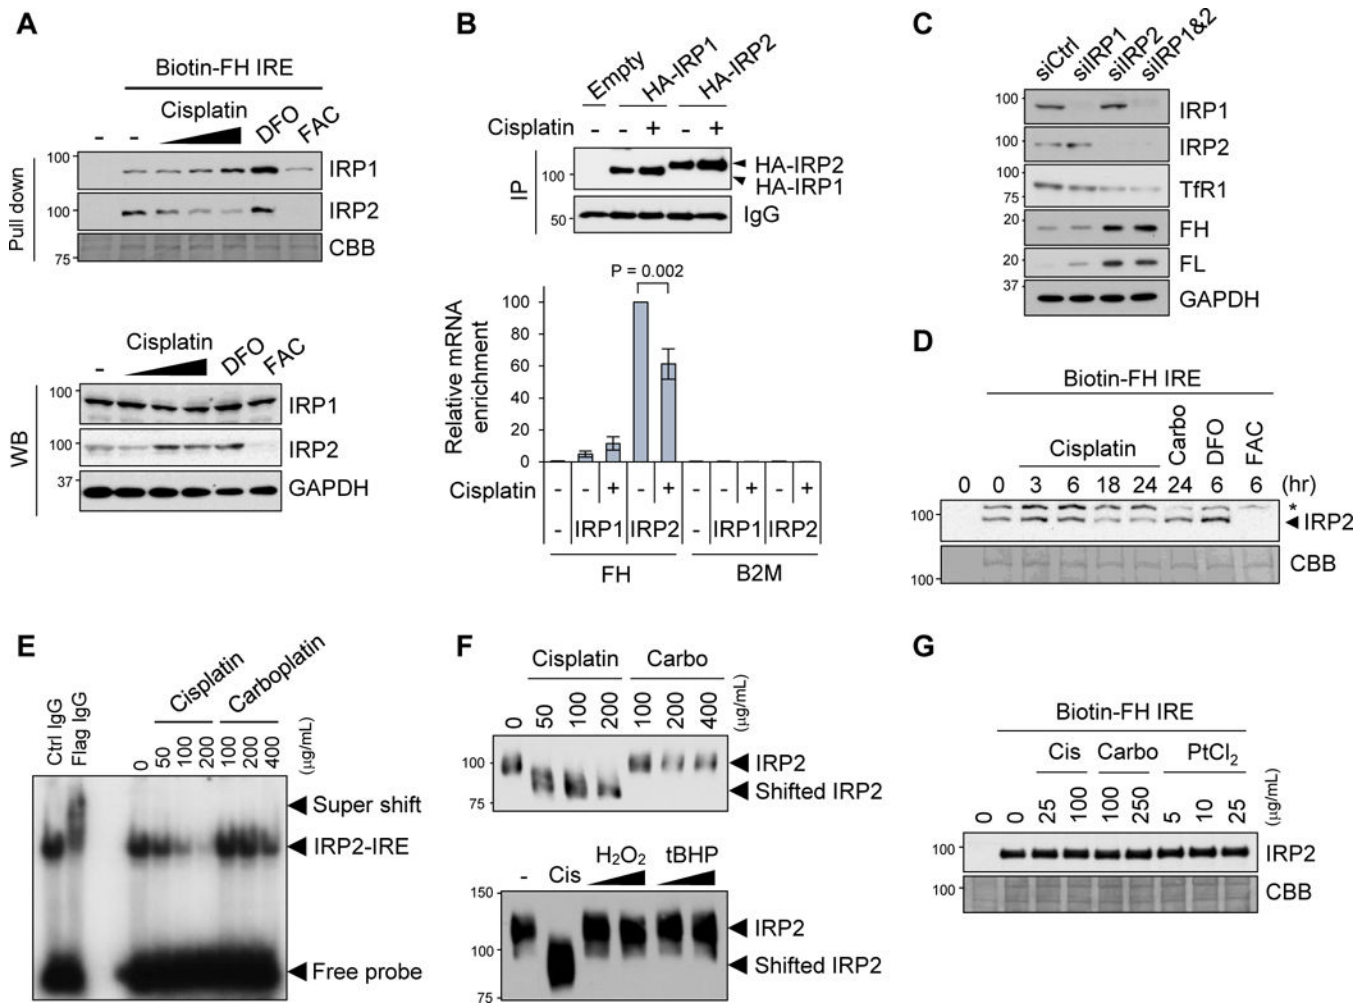 A
Biotin-FH IRE
Cisplatin
- - DFO FAC
Pull down
100 IRP1
100 IRP2
75 CBB
Cisplatin
- DFO FAC
WB
100 IRP1
100 IRP2
37 GAPDH
B
Empty HA-IRP1 HA-IRP2
Cisplatin - - + - +
IP
100 HA-IRP2
HA-IRP1
50 IgG
P = 0.002
Relative mRNA
enrichment
100
80
60
40
20
0
Cisplatin - - + - + - - + - +
- IRP1 IRP2 - IRP1 IRP2
FH B2M
C
siCtrl siIRP1 siIRP2 siIRP1&2
100 IRP1
100 IRP2
100 TfR1
75
20 FH
20 FL
37 GAPDH
D
Biotin-FH IRE
Cisplatin Carbo DFO FAC
0 0 3 6 18 24 24 6 6 (hr)
*
100 IRP2
CBB
100
E
Cisplatin Carboplatin
Ctrl IgG Flag IgG 0 50 100 200 100 200 400 (µg/mL)
Super shift
IRP2-IRE
Free probe
F
Cisplatin Carbo
0 50 100 200 100 200 400 (µg/mL)
100 IRP2
75 Shifted IRP2
- Cis H2O2 tBHP
150
IRP2
100
Shifted IRP2
75
G
Biotin-FH IRE
Cis Carbo PtCl2
0 0 25 100 100 250 5 10 25 (µg/mL)
100 IRP2
100 CBB